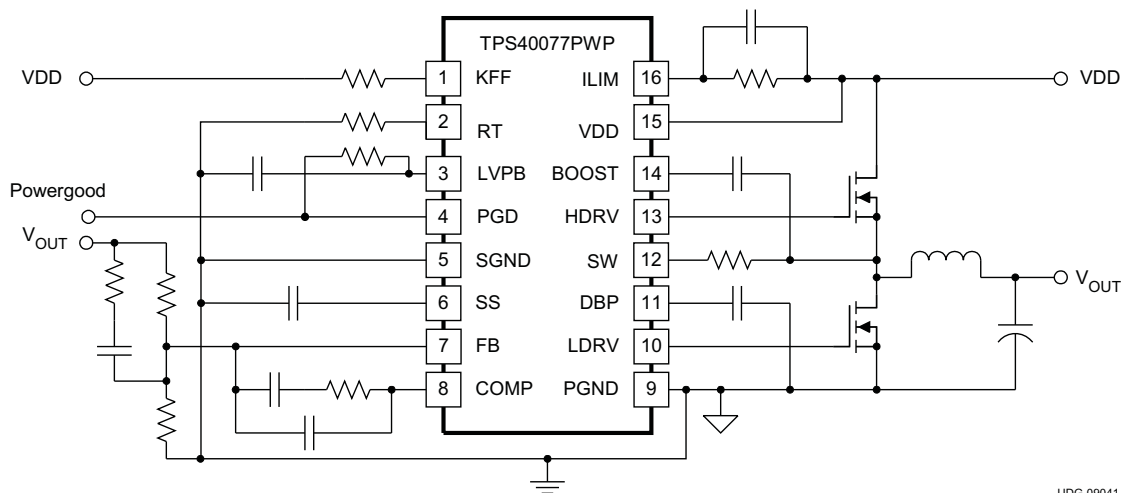 TPS40077PWP
VDD
1
KFF
ILIM
16
VDD
2
RT
VDD
15
3
LVPB
BOOST
14
Powergood
4
PGD
HDRV
13
VOUT
5
SGND
SW
12
VOUT
6
SS
DBP
11
7
FB
LDRV
10
8
COMP
PGND
9
UDG-09041